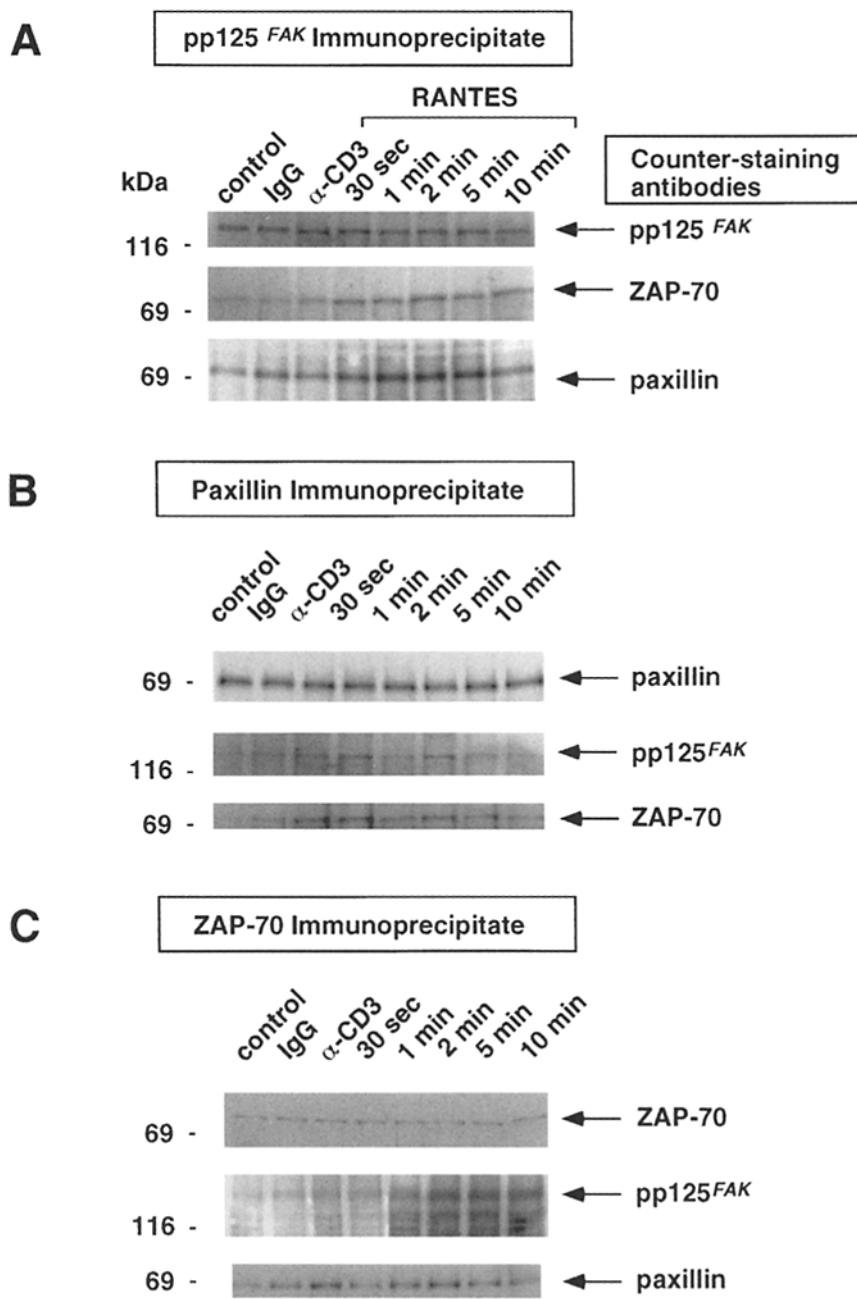 A
pp125 FAK Immunoprecipitate
RANTES
kDa
control IgG α-CD3 30 sec 1 min 2 min 5 min 10 min
Counter-staining
antibodies
116 -
pp125 FAK
69 -
ZAP-70
69 -
paxillin
B
Paxillin Immunoprecipitate
control IgG α-CD3 30 sec 1 min 2 min 5 min 10 min
69 -
paxillin
116 -
pp125FAK
69 -
ZAP-70
C
ZAP-70 Immunoprecipitate
control IgG α-CD3 30 sec 1 min 2 min 5 min 10 min
69 -
ZAP-70
116 -
pp125FAK
69 -
paxillin